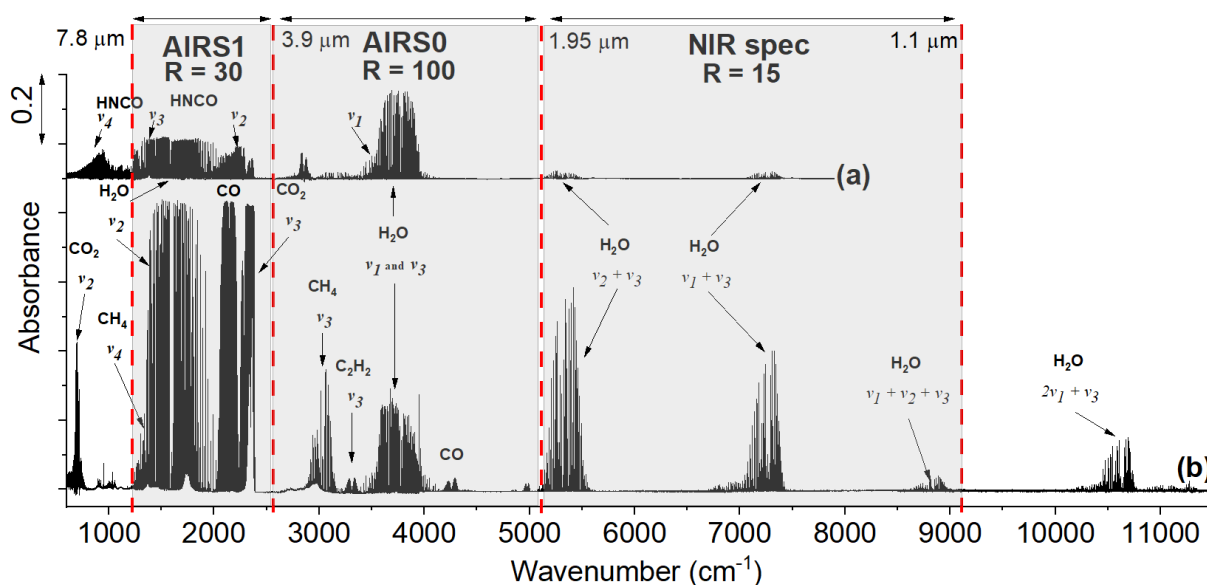 7.8 μm
AIRS1
R = 30
3.9 μm
AIRS0
R = 100
1.95 μm
NIR spec
R = 15
1.1 μm
0.2
HNCO
v4
v3
HNCO
v2
v1
(a)
H2O
v2
CO
CO2
v3
CO2
v2
CH4
v4
H2O
v1 and v3
CH4
v3
C2H2
v3
CO
H2O
v2 + v3
H2O
v1 + v3
H2O
v1 + v2 + v3
H2O
2v1 + v3
(b)
Absorbance
1000 2000 3000 4000 5000 6000 7000 8000 9000 10000 11000
Wavenumber (cm-1)